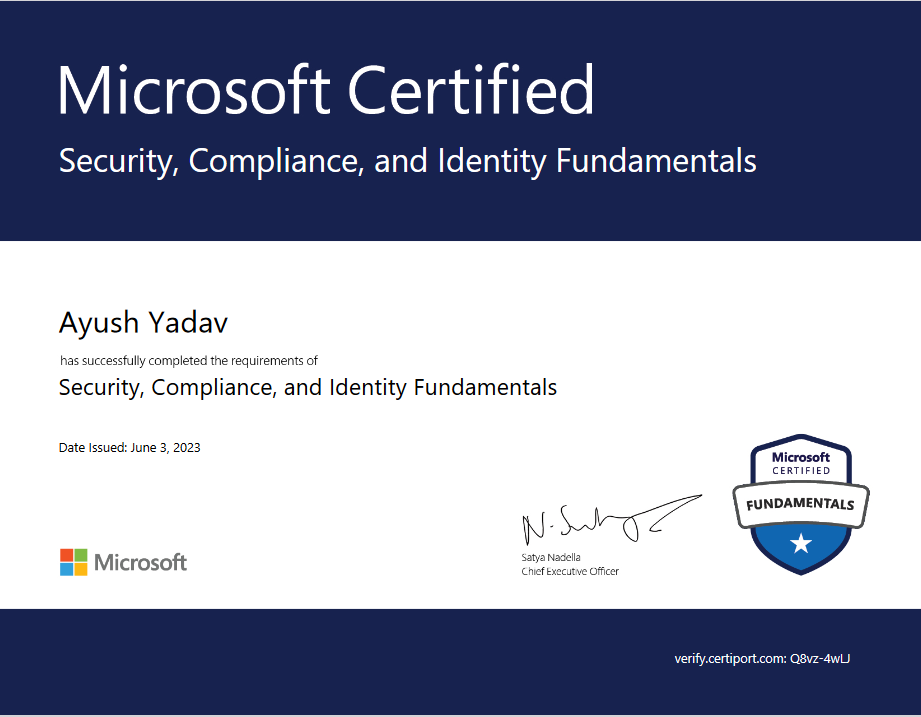 Microsoft Certified
Security, Compliance, and Identity Fundamentals
Ayush Yadav
has successfully completed the requirements of
Security, Compliance, and Identity Fundamentals
Date Issued: June 3, 2023
Microsoft
CERTIFIED
FUNDAMENTALS
Satya Nadella
Chief Executive Officer
Microsoft
verify.certiport.com: Q8vz-4wLJ